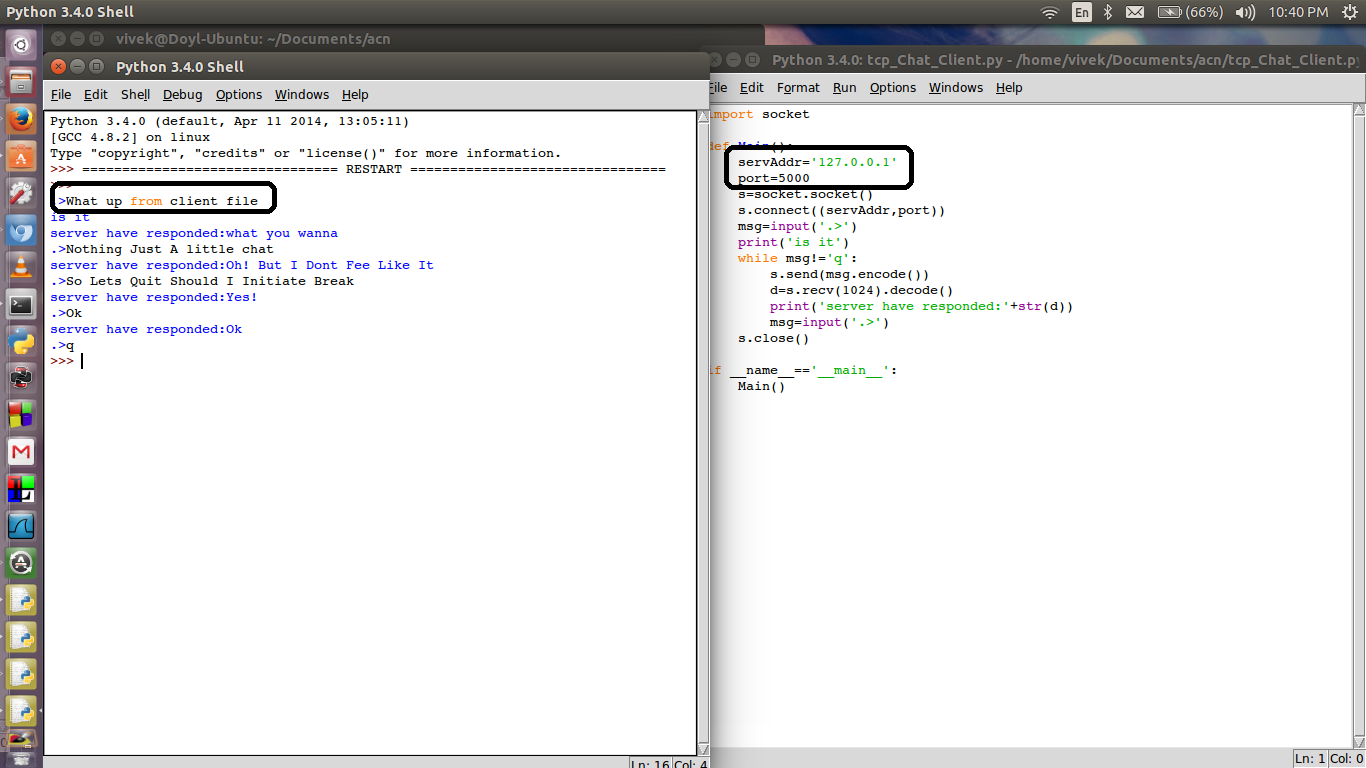 Python 3.4.0 Shell
En
(66%)
10:40 PM
vivek@Doyl-Ubuntu: ~/Documents/acn
Python 3.4.0 Shell
File Edit Shell Debug Options Windows Help
Python 3.4.0 (default, Apr 11 2014, 13:05:11)
[GCC 4.8.2] on linux
Type "copyright", "credits" or "license()" for more information.
>>> ================================ RESTART ================================
>>>
.>What up from client file
is it
server have responded:what you wanna
.>Nothing Just A little chat
server have responded:Oh! But I Dont Fee Like It
.>So Lets Quit Should I Initiate Break
server have responded:Yes!
.>Ok
server have responded:Ok
.>q
>>>
Ln: 16 Col: 4
Python 3.4.0: tcp_Chat_Client.py - /home/vivek/Documents/acn/tcp_Chat_Client.py
File Edit Format Run Options Windows Help
import socket
def Main():
servAddr='127.0.0.1'
port=5000
s=socket.socket()
s.connect((servAddr,port))
msg=input('.>')
print('is it')
while msg!='q':
s.send(msg.encode())
d=s.recv(1024).decode()
print('server have responded:'+str(d))
msg=input('.>')
s.close()
if __name__=='__main__':
Main()
Ln: 1 Col: 0